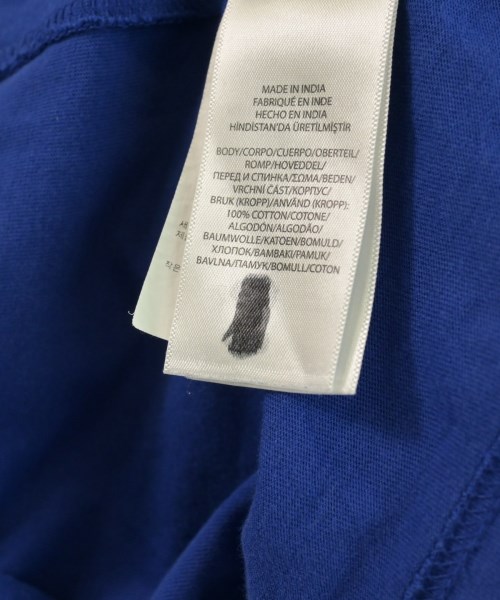 MADE IN INDIA
FABRIQUÉ EN INDE
HECHO EN INDIA
HİNDİSTAN'DA ÜRETİLMİŞTİR
BODY/CORPO/CUERPO/OBERTEIL/
ROMP/HOVEDDEL/
ПЕРЕД И СПИНКА/ΣΩΜΑ/BEDEN/
VRCHNÍ ČÁST/KOPRUС/
BRUK (KROPP)/ANVÄND (KROPP):
100% COTTON/COTONE/
ALGODÓN/ALGODÃO/
BAUMWOLLE/KATOEN/BOMULD/
ХЛОПОК/BAMBAKI/PAMUK/
BAVLNA/ПАМУК/BOMULL/COTON